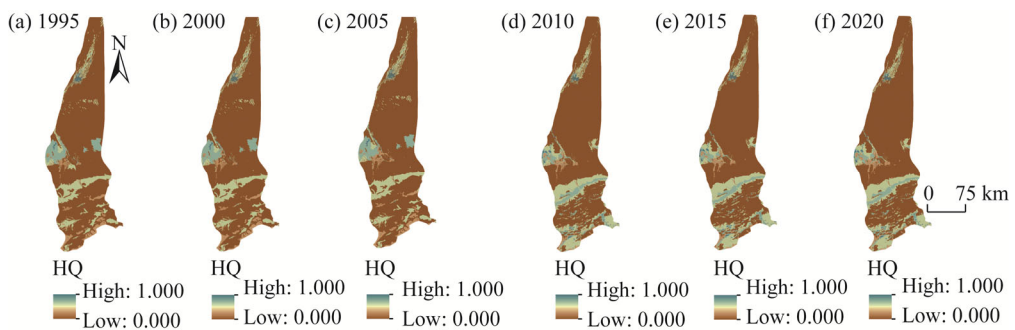 (a) 1995 (b) 2000 (c) 2005 (d) 2010 (e) 2015 (f) 2020
N
0 75 km
HQ HQ HQ HQ HQ HQ
High: 1.000 High: 1.000 High: 1.000 High: 1.000 High: 1.000 High: 1.000
Low: 0.000 Low: 0.000 Low: 0.000 Low: 0.000 Low: 0.000 Low: 0.000